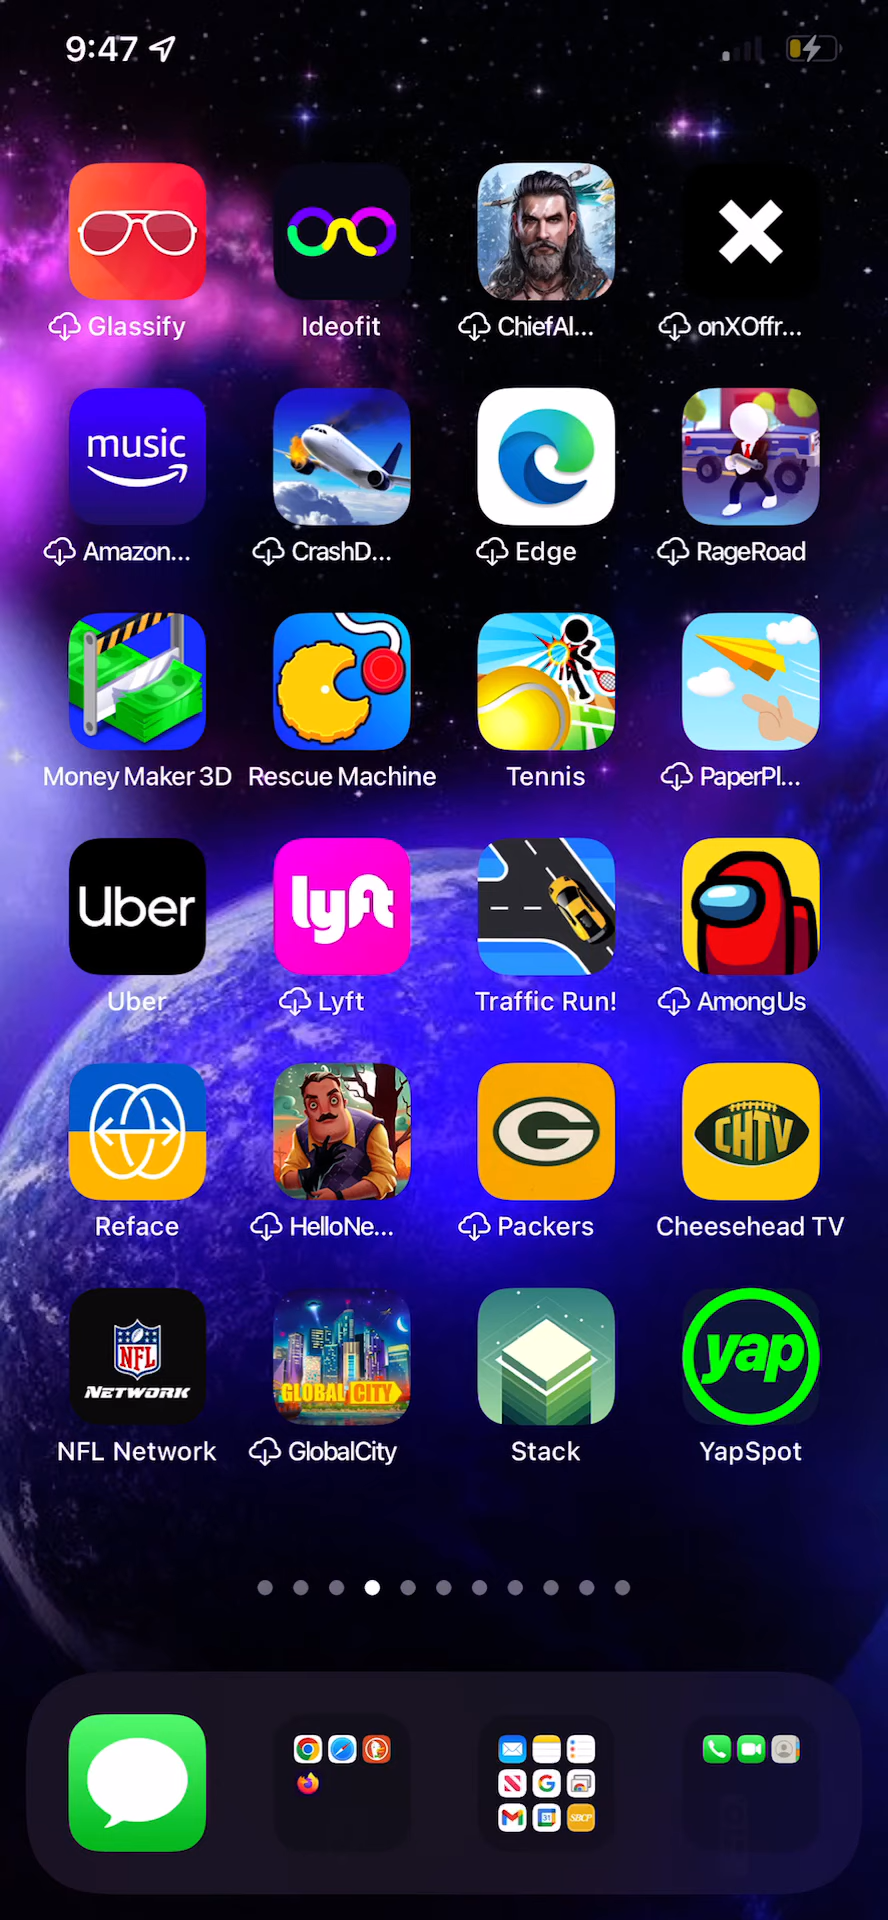 9:47
Glassify
Ideofit
ChiefAl...
onXOffr...
music
Amazon...
CrashD...
Edge
RageRoad
Money Maker 3D
Rescue Machine
Tennis
PaperPl...
Uber
lyft
Uber
Lyft
Traffic Run!
AmongUs
G
CHTV
Reface
HelloNe...
Packers
Cheesehead TV
NFL
NETWORK
GLOBAL CITY
yap
NFL Network
GlobalCity
Stack
YapSpot
N
G
31
SBCP